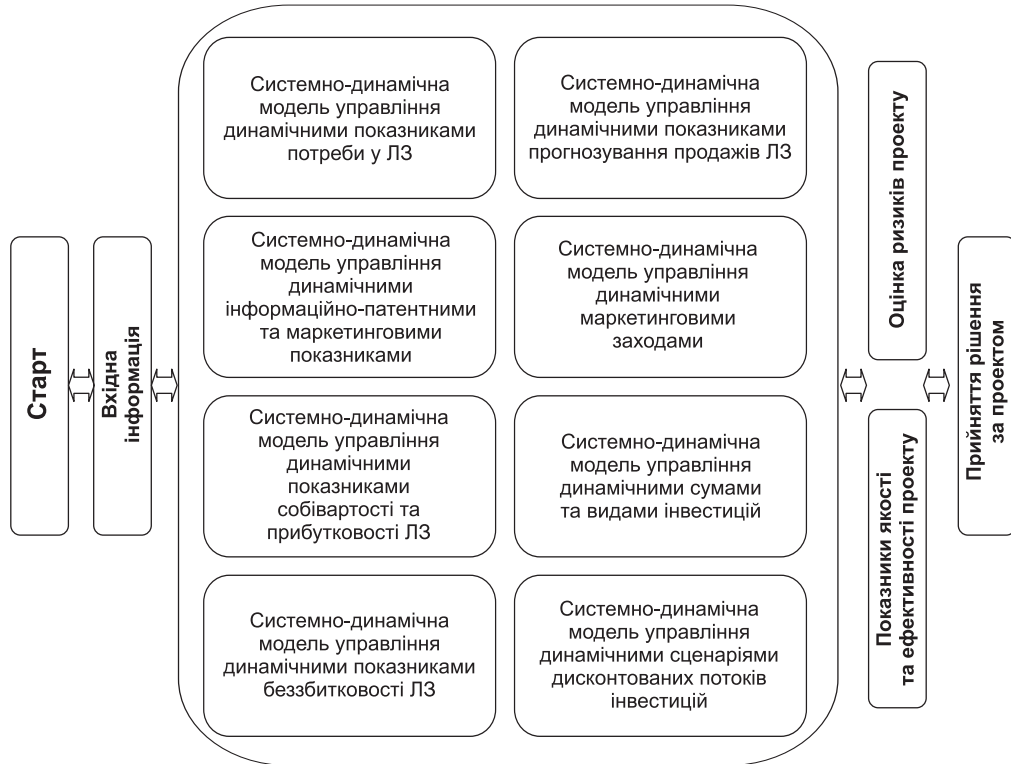 Старт
Вхідна
інформація
Системно-динамічна
модель управління
динамічними показниками
потреби у ЛЗ
Системно-динамічна
модель управління
динамічними показниками
прогнозування продажів ЛЗ
Системно-динамічна
модель управління
динамічними
інформаційно-патентними
та маркетинговими
показниками
Системно-динамічна
модель управління
динамічними
маркетинговими
заходами
Системно-динамічна
модель управління
динамічними
показниками
собівартості та
прибутковості ЛЗ
Системно-динамічна
модель управління
динамічними сумами
та видами інвестицій
Системно-динамічна
модель управління
динамічними показниками
беззбитковості ЛЗ
Системно-динамічна
модель управління
динамічними сценаріями
дисконтованих потоків
інвестицій
Оцінка ризиків проекту
Показники якості
та ефективності проекту
Прийняття рішення
за проектом